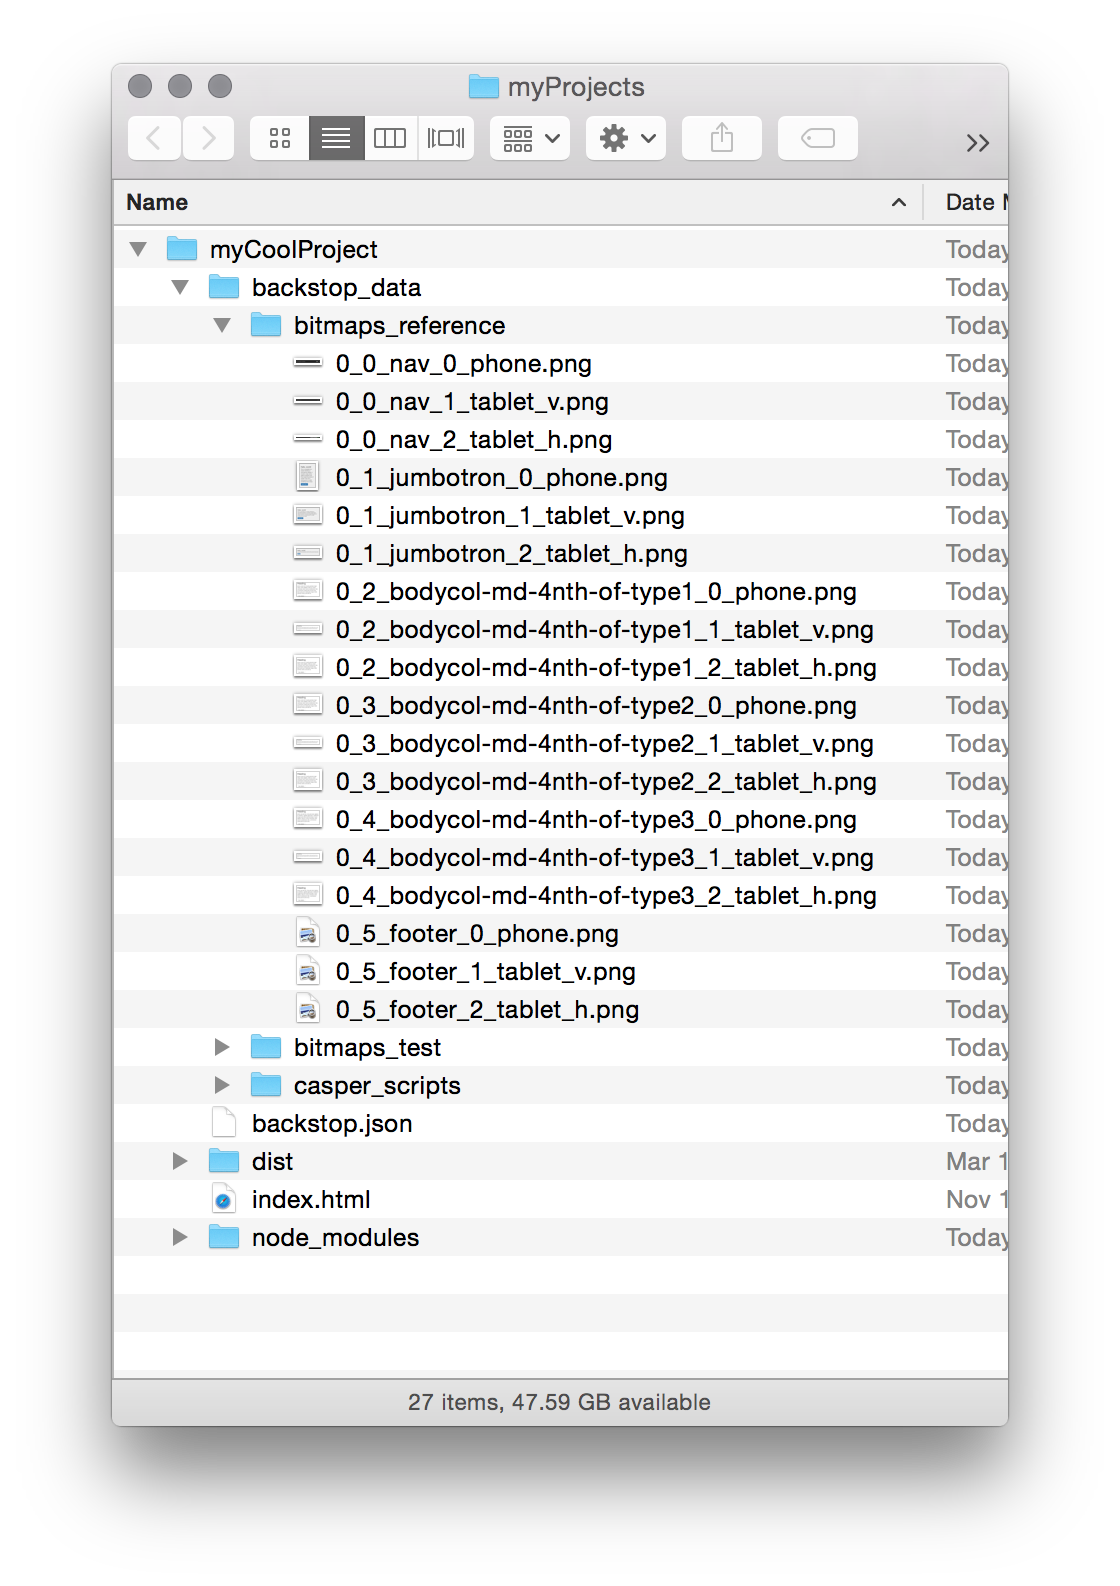 myProjects
Name Date M
myCoolProject Today
backstop_data Today
bitmaps_reference Today
0_0_nav_0_phone.png Today
0_0_nav_1_tablet_v.png Today
0_0_nav_2_tablet_h.png Today
0_1_jumbotron_0_phone.png Today
0_1_jumbotron_1_tablet_v.png Today
0_1_jumbotron_2_tablet_h.png Today
0_2_bodycol-md-4nth-of-type1_0_phone.png Today
0_2_bodycol-md-4nth-of-type1_1_tablet_v.png Today
0_2_bodycol-md-4nth-of-type1_2_tablet_h.png Today
0_3_bodycol-md-4nth-of-type2_0_phone.png Today
0_3_bodycol-md-4nth-of-type2_1_tablet_v.png Today
0_3_bodycol-md-4nth-of-type2_2_tablet_h.png Today
0_4_bodycol-md-4nth-of-type3_0_phone.png Today
0_4_bodycol-md-4nth-of-type3_1_tablet_v.png Today
0_4_bodycol-md-4nth-of-type3_2_tablet_h.png Today
0_5_footer_0_phone.png Today
0_5_footer_1_tablet_v.png Today
0_5_footer_2_tablet_h.png Today
bitmaps_test Today
casper_scripts Today
backstop.json Today
dist Mar 1
index.html Nov 1
node_modules Today
27 items, 47.59 GB available